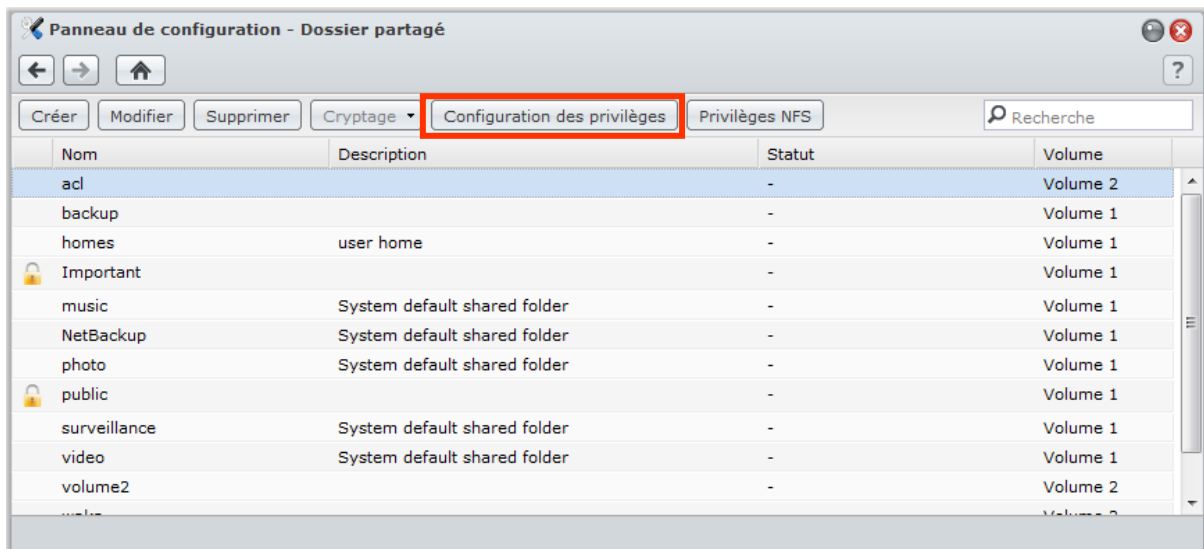 Panneau de configuration - Dossier partagé
?
Créer Modifier Supprimer Cryptage Configuration des privilèges Privilèges NFS Recherche
Nom Description Statut Volume
acl - Volume 2
backup - Volume 1
homes user home - Volume 1
Important - Volume 1
music System default shared folder - Volume 1
NetBackup System default shared folder - Volume 1
photo System default shared folder - Volume 1
public - Volume 1
surveillance System default shared folder - Volume 1
video System default shared folder - Volume 1
volume2 - Volume 2